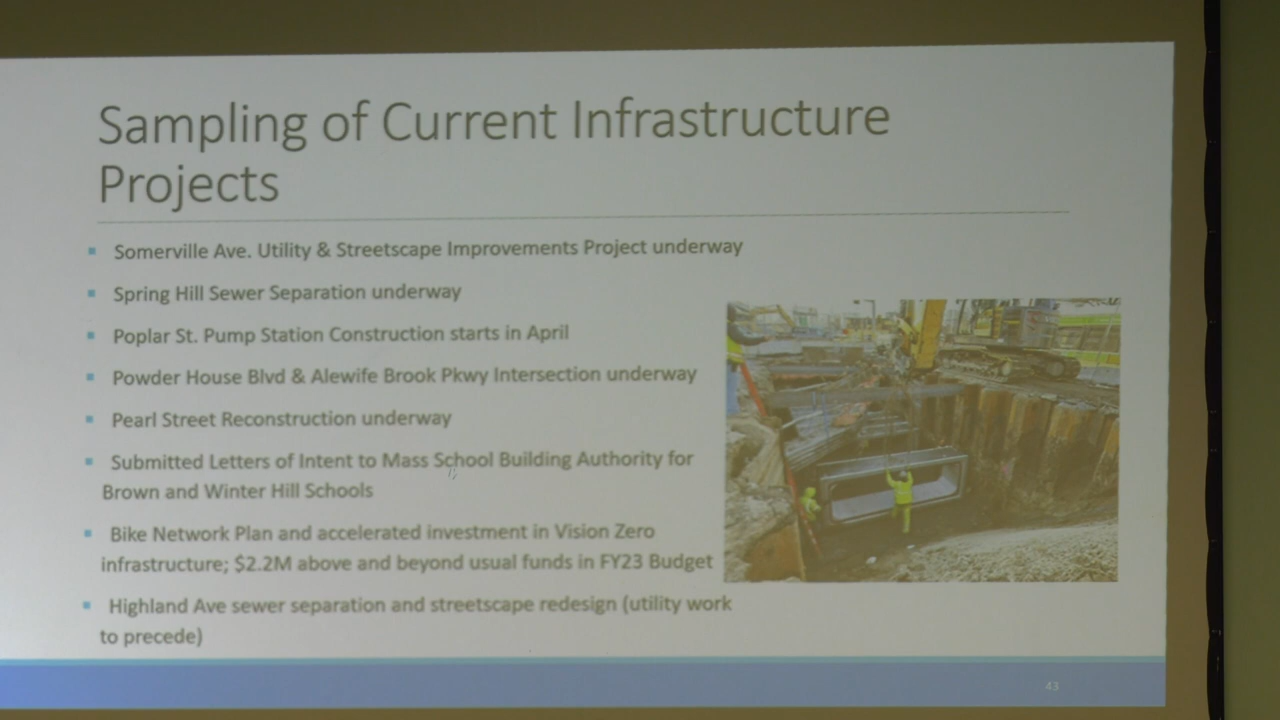 Sampling of Current Infrastructure
Projects
Somerville Ave. Utility & Streetscape Improvements Project underway
Spring Hill Sewer Separation underway
Poplar St. Pump Station Construction starts in April
Powder House Blvd & Alewife Brook Pkwy Intersection underway
Pearl Street Reconstruction underway
Submitted Letters of Intent to Mass School Building Authority for
Brown and Winter Hill Schools
Bike Network Plan and accelerated investment in Vision Zero
infrastructure; $2.2M above and beyond usual funds in FY23 Budget
Highland Ave sewer separation and streetscape redesign (utility work
to precede)
43